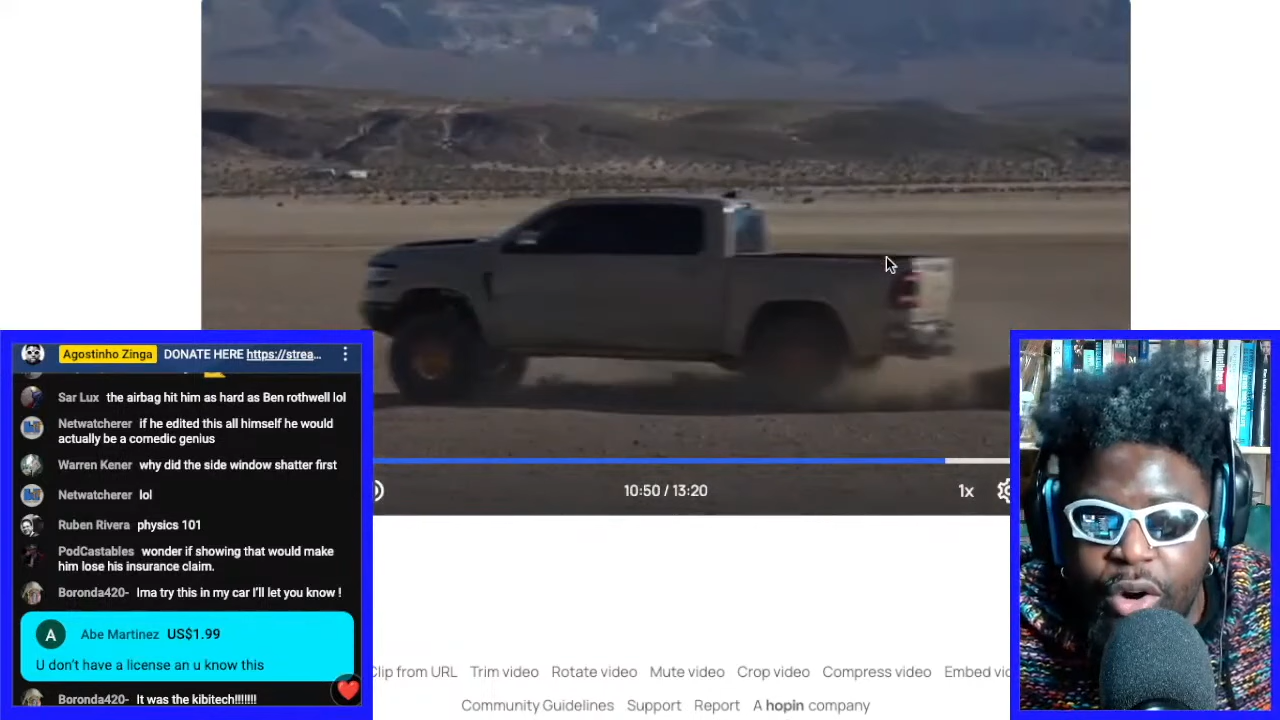 Agostinho Zinga DONATE HERE https://strea...
Sar Lux the airbag hit him as hard as Ben rothwell lol
Netwatcherer if he edited this all himself he would
actually be a comedic genius
Warren Kener why did the side window shatter first
Netwatcherer lol
Ruben Rivera physics 101
PodCastables wonder if showing that would make
him lose his insurance claim.
Boronda420- Ima try this in my car I'll let you know !
A Abe Martinez US$1.99
U don't have a license an u know this
Boronda420- It was the kibitech!!!!!!!
10:50 / 13:20 1x
Clip from URL Trim video Rotate video Mute video Crop video Compress video Embed vid
Community Guidelines Support Report A hopin company